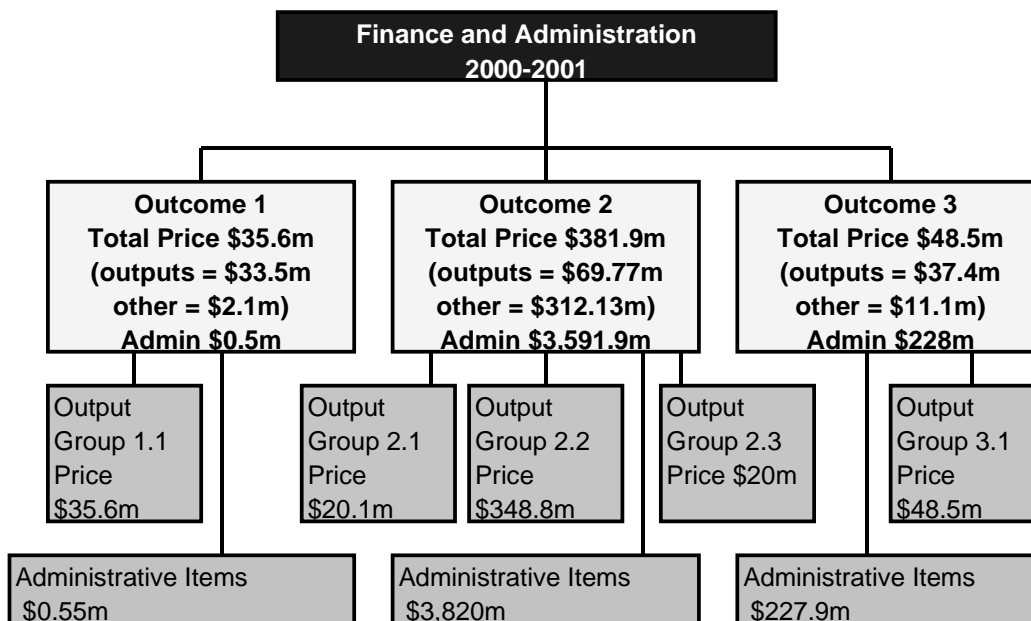 Finance and Administration
2000-2001
Outcome 1
Total Price $35.6m
(outputs = $33.5m
other = $2.1m)
Admin $0.5m
Outcome 2
Total Price $381.9m
(outputs = $69.77m
other = $312.13m)
Admin $3,591.9m
Outcome 3
Total Price $48.5m
(outputs = $37.4m
other = $11.1m)
Admin $228m
Output
Group 1.1
Price
$35.6m
Output
Group 2.1
Price
$20.1m
Output
Group 2.2
Price
$348.8m
Output
Group 2.3
Price $20m
Output
Group 3.1
Price
$48.5m
Administrative Items
$0.55m
Administrative Items
$3,820m
Administrative Items
$227.9m